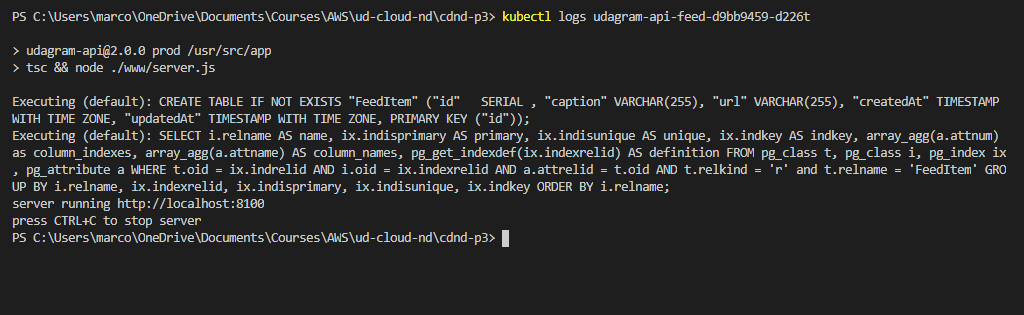 PS C:\Users\marco\OneDrive\Documents\Courses\AWS\ud-cloud-nd\cdnd-p3> kubectl logs udagram-api-feed-d9bb9459-d226t
> udagram-api@2.0.0 prod /usr/src/app
> tsc && node ./www/server.js
Executing (default): CREATE TABLE IF NOT EXISTS "FeedItem" ("id"   SERIAL , "caption" VARCHAR(255), "url" VARCHAR(255), "createdAt" TIMESTAMP
WITH TIME ZONE, "updatedAt" TIMESTAMP WITH TIME ZONE, PRIMARY KEY ("id"));
Executing (default): SELECT i.relname AS name, ix.indisprimary AS primary, ix.indisunique AS unique, ix.indkey AS indkey, array_agg(a.attnum)
as column_indexes, array_agg(a.attname) AS column_names, pg_get_indexdef(ix.indexrelid) AS definition FROM pg_class t, pg_class i, pg_index ix
, pg_attribute a WHERE t.oid = ix.indrelid AND i.oid = ix.indexrelid AND a.attrelid = t.oid AND t.relkind = 'r' and t.relname = 'FeedItem' GRO
UP BY i.relname, ix.indexrelid, ix.indisprimary, ix.indisunique, ix.indkey ORDER BY i.relname;
server running http://localhost:8100
press CTRL+C to stop server
PS C:\Users\marco\OneDrive\Documents\Courses\AWS\ud-cloud-nd\cdnd-p3>